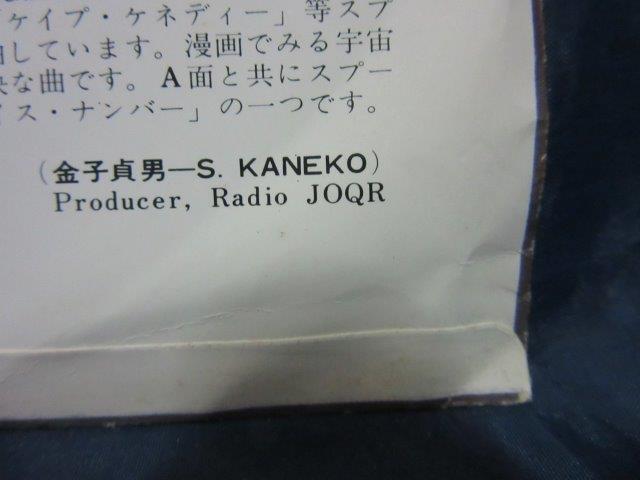 ケイプ・ケネディー」等スプ
しています。漫画でみる宇宙
な曲です。A面と共にスプー
イス・ナンバー」の一つです。
(金子貞男—S. KANEKO)
Producer, Radio JOQR